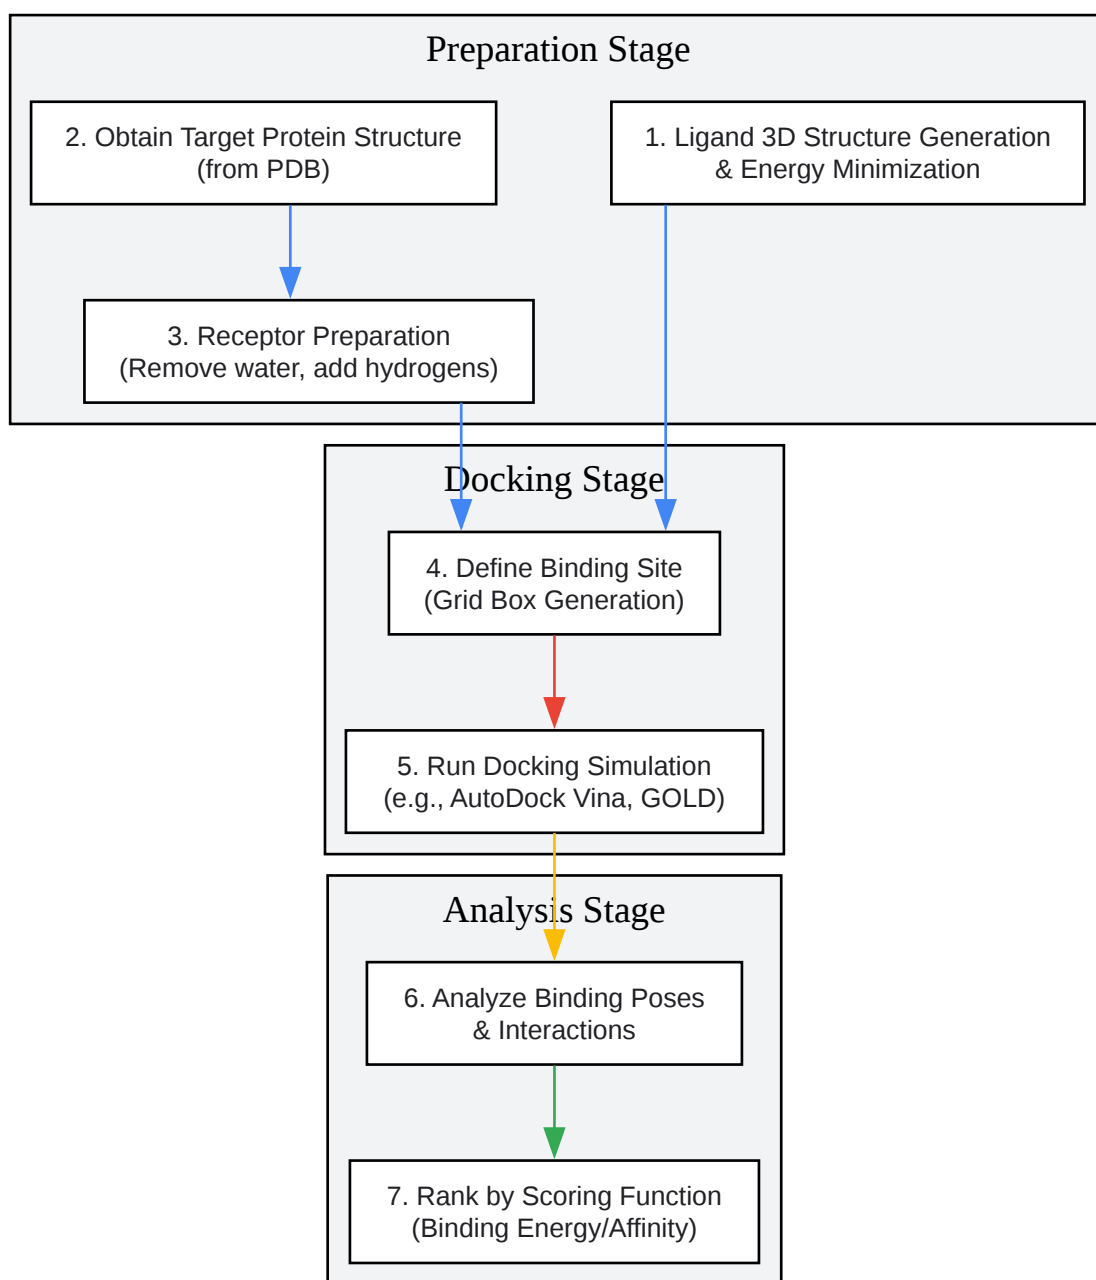 Preparation Stage
2. Obtain Target Protein Structure
(from PDB)
1. Ligand 3D Structure Generation
& Energy Minimization
3. Receptor Preparation
(Remove water, add hydrogens)
Docking Stage
4. Define Binding Site
(Grid Box Generation)
5. Run Docking Simulation
(e.g., AutoDock Vina, GOLD)
Analysis Stage
6. Analyze Binding Poses
& Interactions
7. Rank by Scoring Function
(Binding Energy/Affinity)